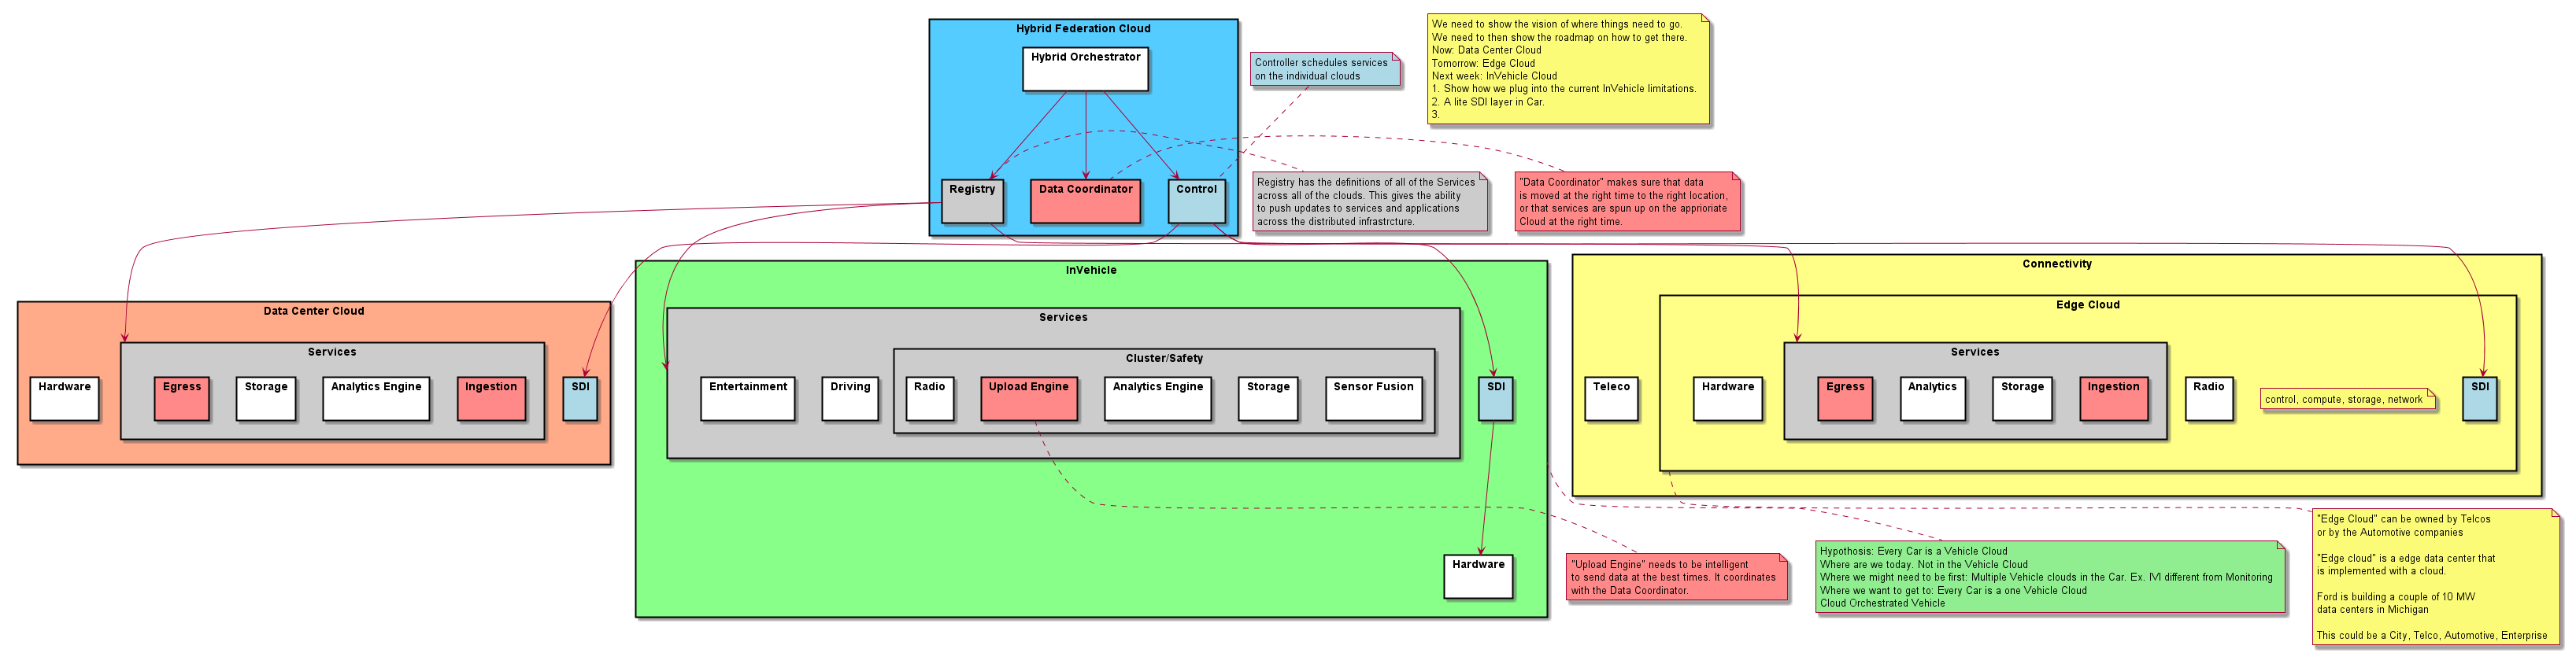 Hybrid Federation Cloud
Hybrid Orchestrator
Controller schedules services
on the individual clouds
We need to show the vision of where things need to go.
We need to then show the roadmap on how to get there.
Now: Data Center Cloud
Tomorrow: Edge Cloud
Next week: InVehicle Cloud
1. Show how we plug into the current InVehicle limitations.
2. A lite SDI layer in Car.
3.
Registry
Data Coordinator
Control
Registry has the definitions of all of the Services
across all of the clouds. This gives the ability
to push updates to services and applications
across the distributed infrastrcture.
"Data Coordinator" makes sure that data
is moved at the right time to the right location,
or that services are spun up on the approriate
Cloud at the right time.
Data Center Cloud
Hardware
Services
Egress
Storage
Analytics Engine
Ingestion
SDI
InVehicle
Services
Entertainment
Driving
Cluster/Safety
Radio
Upload Engine
Analytics Engine
Storage
Sensor Fusion
SDI
Hardware
Connectivity
Teleco
Edge Cloud
Hardware
Services
Egress
Analytics
Storage
Ingestion
Radio
control, compute, storage, network
SDI
"Upload Engine" needs to be intelligent
to send data at the best times. It coordinates
with the Data Coordinator.
Hypothosis: Every Car is a Vehicle Cloud
Where are we today. Not in the Vehicle Cloud
Where we might need to be first: Multiple Vehicle clouds in the Car. Ex. IVI different from Monitoring
Where we want to get to: Every Car is a one Vehicle Cloud
Cloud Orchestrated Vehicle
"Edge Cloud" can be owned by Telcos
or by the Automotive companies
"Edge cloud" is a edge data center that
is implemented with a cloud.
Ford is building a couple of 10 MW
data centers in Michigan
This could be a City, Telco, Automotive, Enterprise